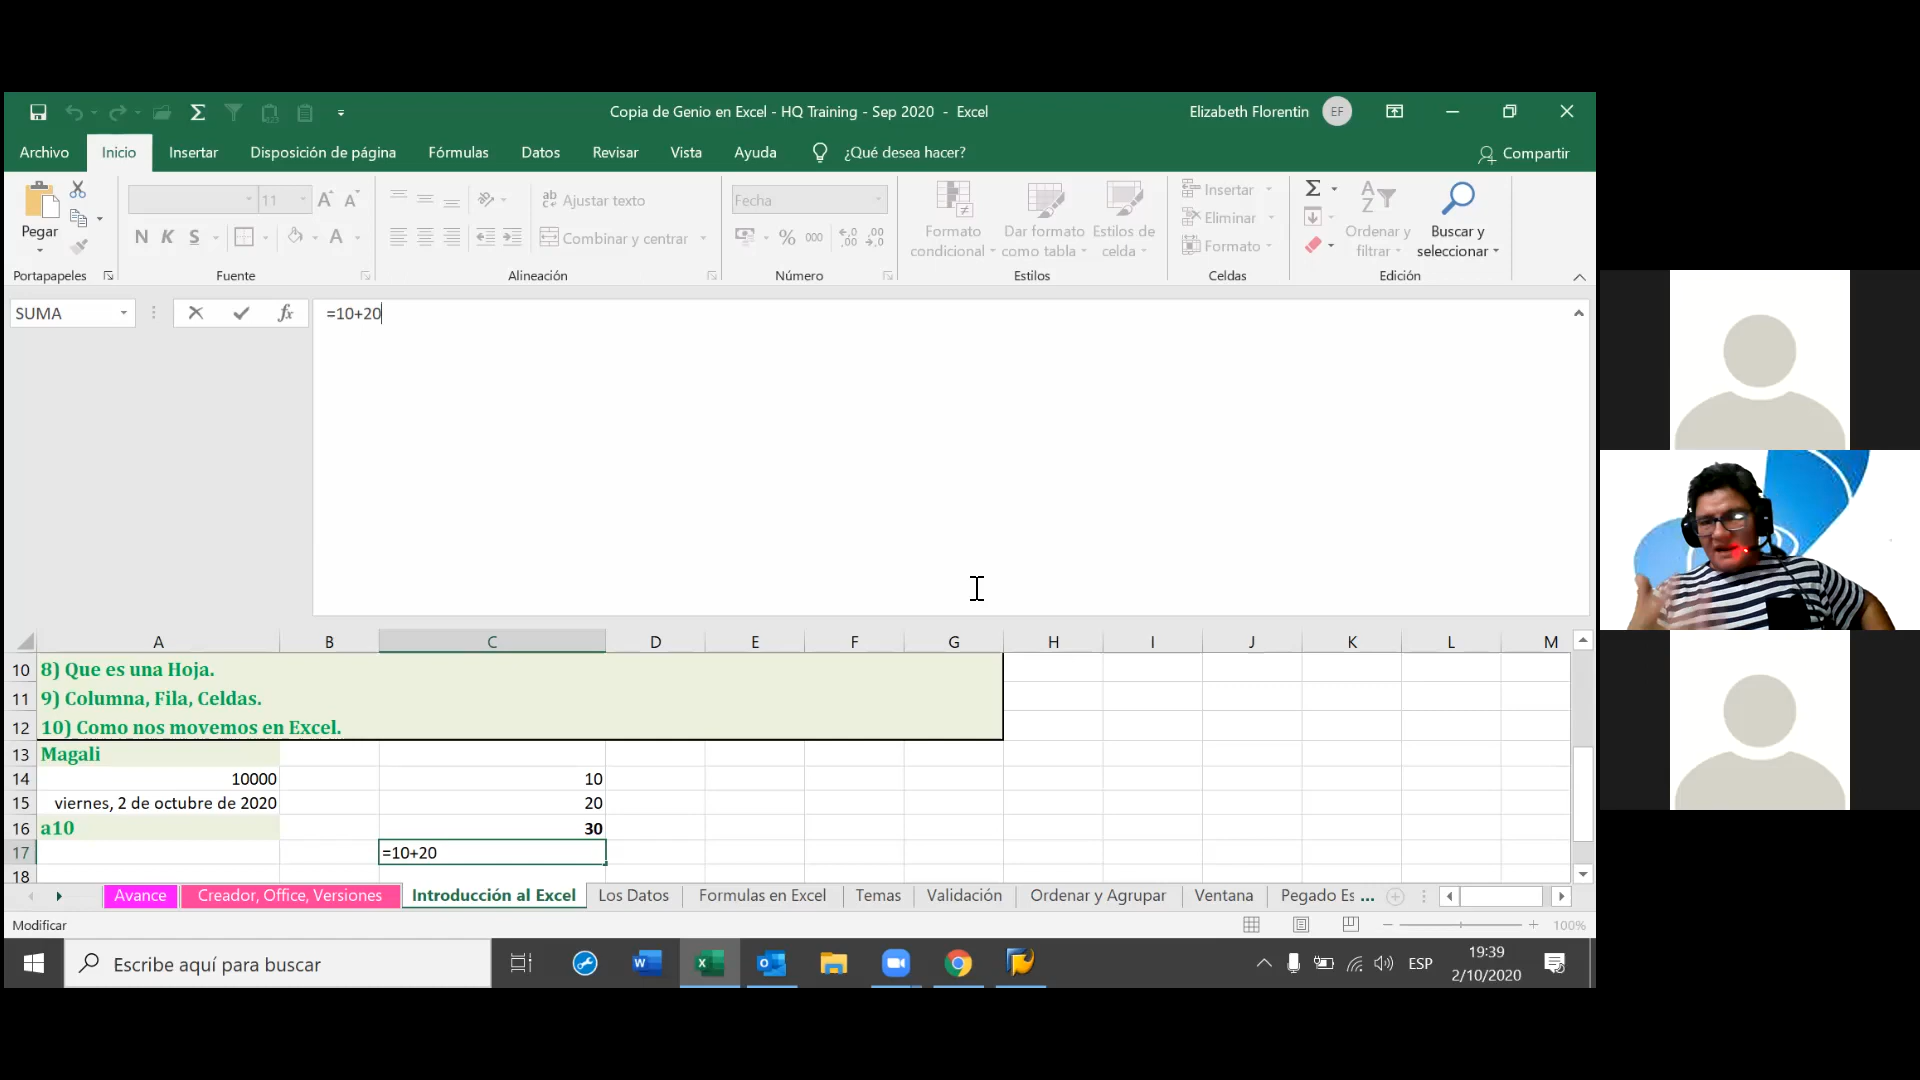 Copia de Genio en Excel - HQ Training - Sep 2020 - Excel
Elizabeth Florentin EF
Archivo Inicio Insertar Disposición de página Fórmulas Datos Revisar Vista Ayuda ¿Qué desea hacer? Compartir
Pegar
Portapapeles
11
N K S
Fuente
Ajustar texto
Combinar y centrar
Alineación
Fecha
% 000
Número
Formato condicional
Dar formato como tabla
Estilos de celda
Estilos
Insertar
Eliminar
Formato
Celdas
Ordenar y filtrar
Buscar y seleccionar
Edición
SUMA fx =10+20
A B C D E F G H I J K L M
10 8) Que es una Hoja.
11 9) Columna, Fila, Celdas.
12 10) Como nos movemos en Excel.
13 Magali
14 10000 10
15 viernes, 2 de octubre de 2020 20
16 a10 30
17 =10+20
18
Avance Creador, Office, Versiones Introducción al Excel Los Datos Formulas en Excel Temas Validación Ordenar y Agrupar Ventana Pegado Es ...
Modificar 100%
Escribe aquí para buscar
ESP
19:39
2/10/2020